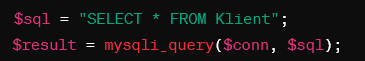 $sql = "SELECT * FROM Klient";
$result = mysqli_query($conn, $sql);